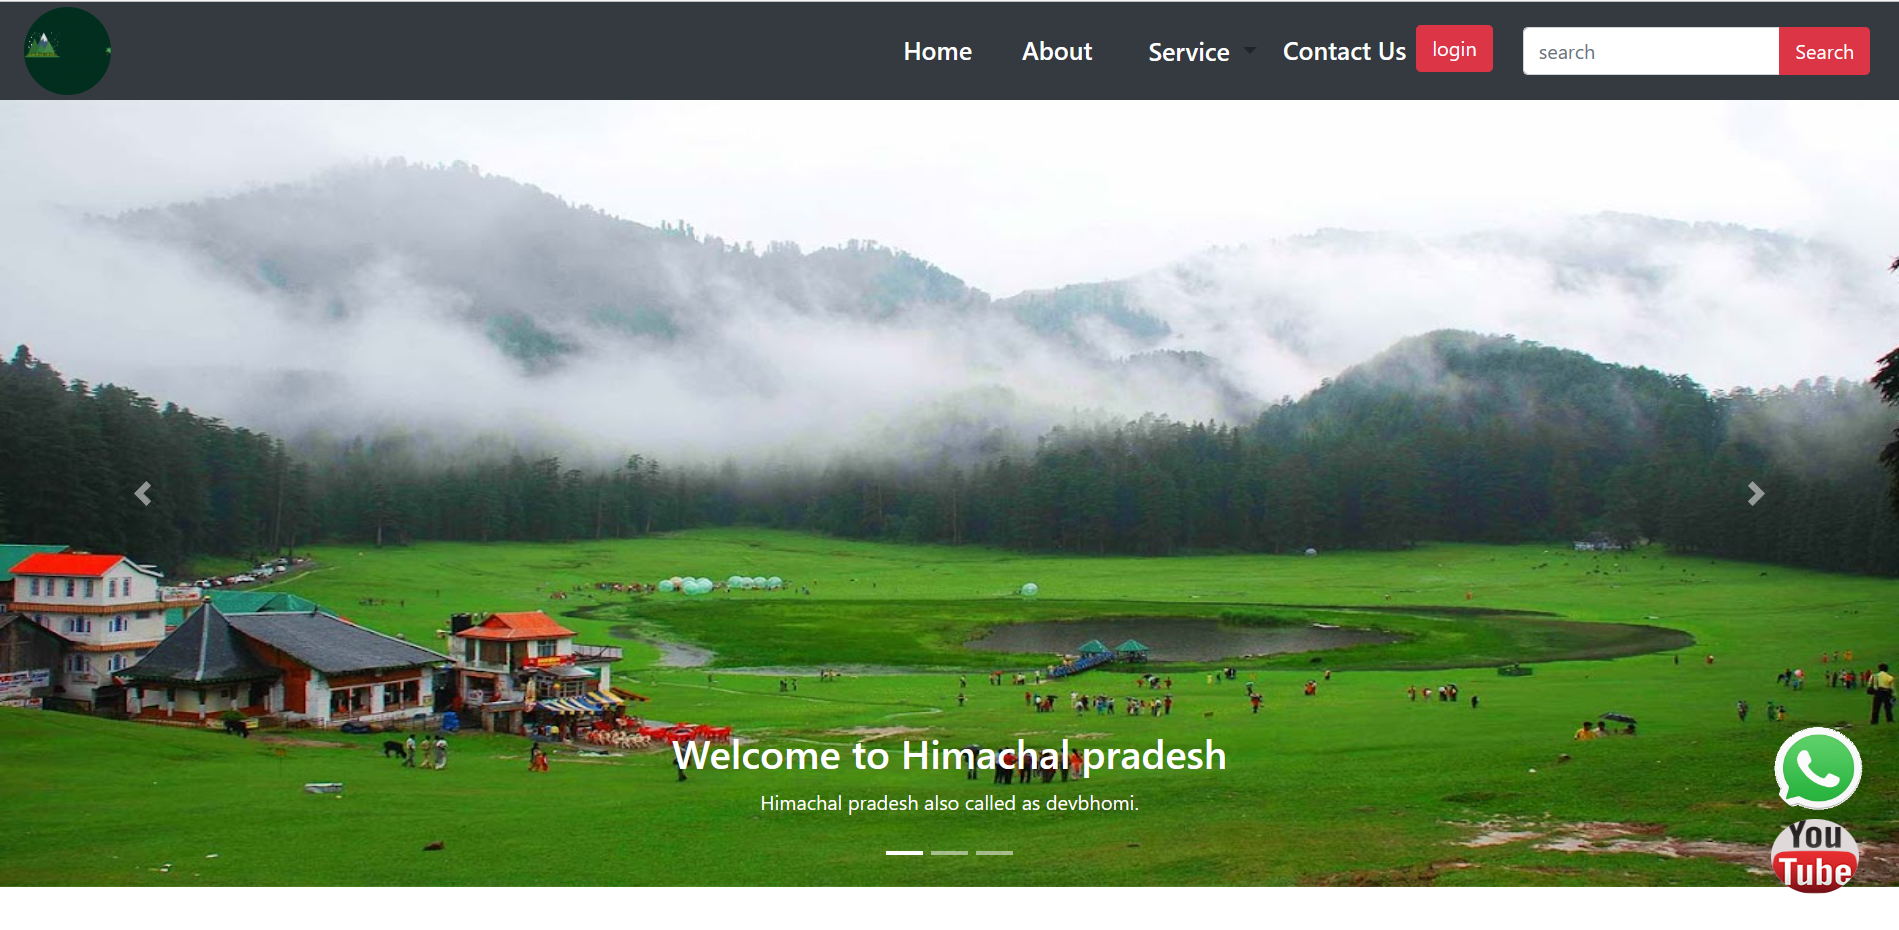 Home About Service Contact Us login search Search
Welcome to Himachal pradesh
Himachal pradesh also called as devbhomi.
You
Tube